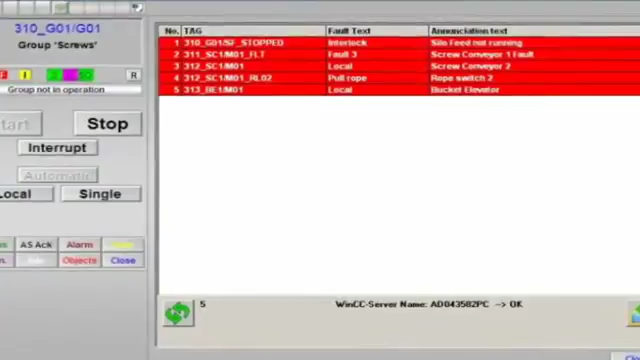 310_G01/G01
Group 'Screws'
F I R
Group not in operation
tart Stop
Interrupt
Automatic
Local Single
AS Ack Alarm
Objects Close
No. TAG Fault Text Annunciation text
1 310_G01/SF_STOPPED Interlock Silo Feed not running
2 311_SC1/M01_FLT Fault 3 Screw Conveyor 1 Fault
3 312_SC1/M01 Local Screw Conveyor 2
4 312_SC1/M01_RL02 Pull rope Rope switch 2
5 313_BE1/M01 Local Bucket Elevator
5 WinCC-Server Name: AD043582PC --> OK